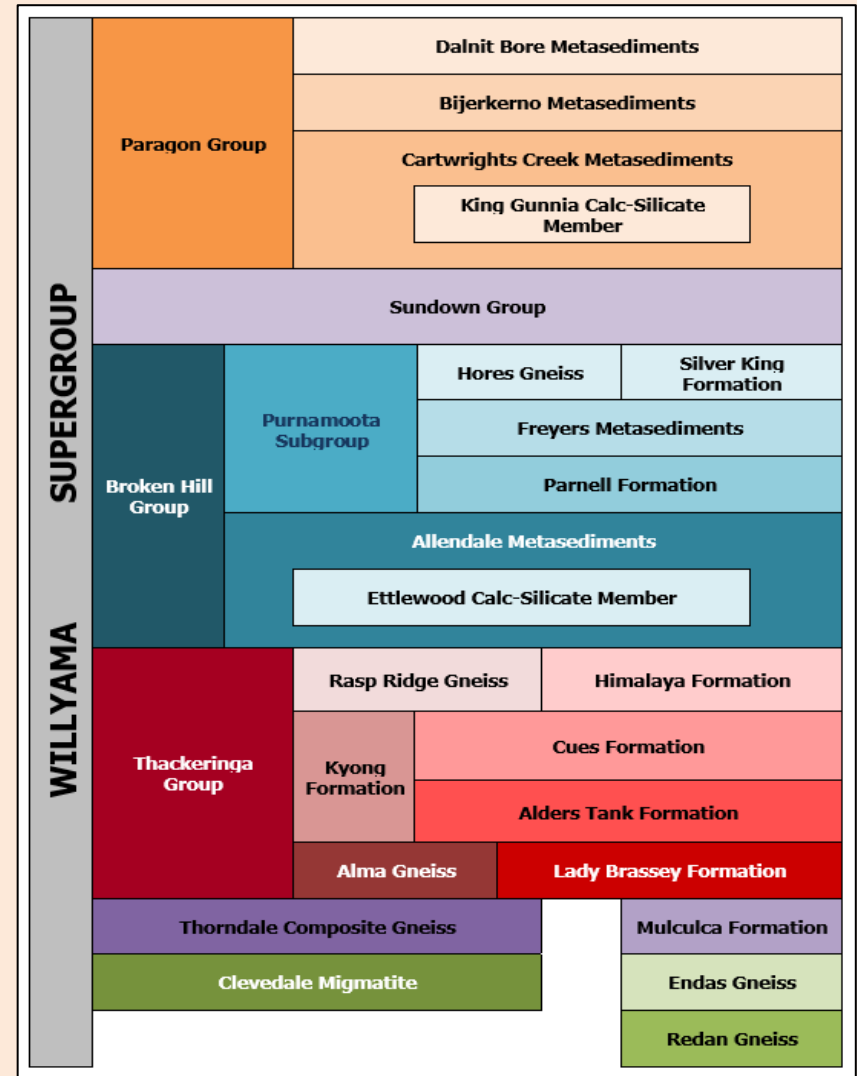 WILLYAMA SUPERGROUP
Paragon Group
Dalnit Bore Metasediments
Bijerkerno Metasediments
Cartwrights Creek Metasediments
King Gunnia Calc-Silicate
Member
Sundown Group
Broken Hill
Group
Purnamoota
Subgroup
Hores Gneiss
Silver King
Formation
Freyers Metasediments
Parnell Formation
Allendale Metasediments
Ettlewood Calc-Silicate Member
Thackeringa
Group
Rasp Ridge Gneiss
Himalaya Formation
Kyong
Formation
Cues Formation
Alders Tank Formation
Alma Gneiss
Lady Brassey Formation
Thorndale Composite Gneiss
Mulculca Formation
Clevedale Migmatite
Endas Gneiss
Redan Gneiss